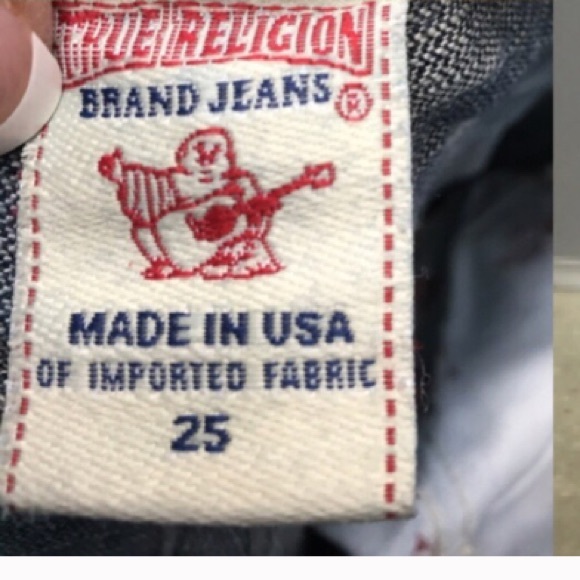 TRUE RELIGION
BRAND JEANS®
MADE IN USA
OF IMPORTED FABRIC
25